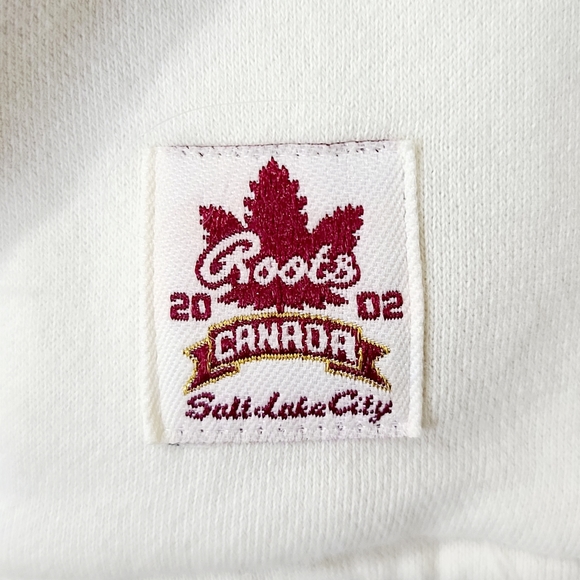 Roots
20 02
CANADA
Salt Lake City